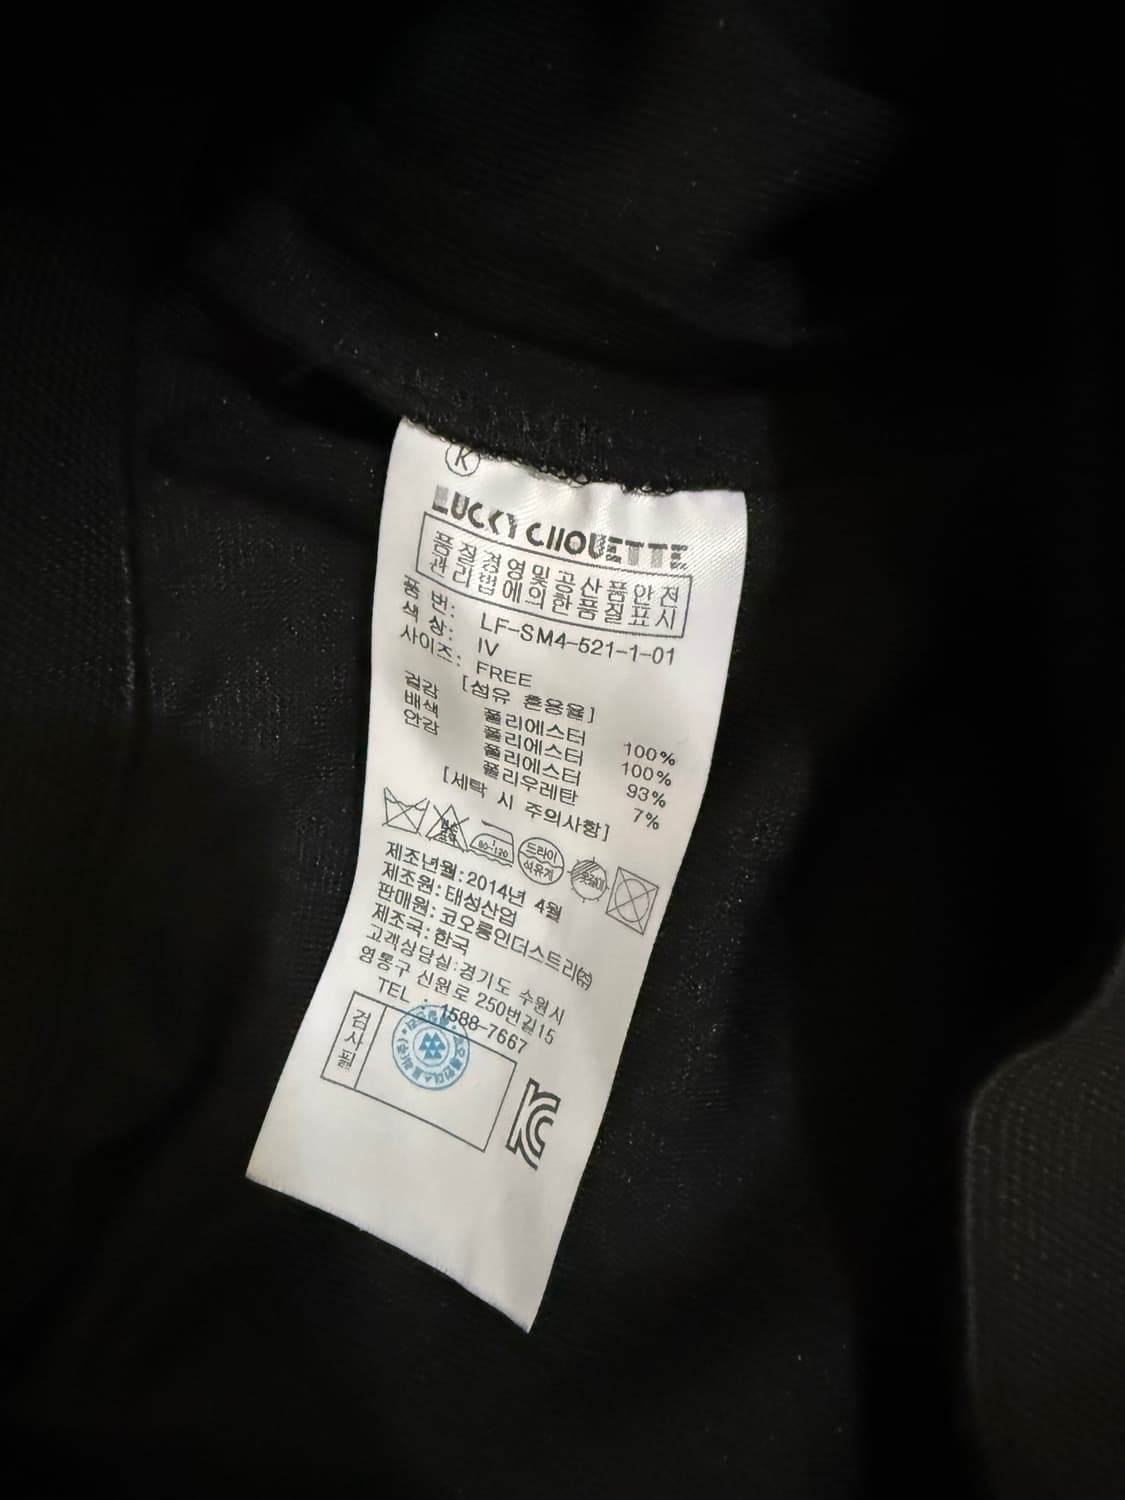 K
LUCKY CHOUETTE
품질경영및공산품안전
관리법에의한품질표시
품 번: LF-SM4-521-1-01
색 상: IV
사이즈: FREE
[섬유 혼용율]
겉감 폴리에스터 100%
배색 폴리에스터 100%
안감 폴리에스터 93%
폴리우레탄 7%
[세탁 시 주의사항]
80-120
드라이
석유계
옷걸이
제조년월:2014년 4월
제조원:태성산업
판매원:코오롱인더스트리㈜
제조국:한국
고객상담실:경기도 수원시
영통구 신원로 250번길15
TEL : 1588-7667
검사필
KC